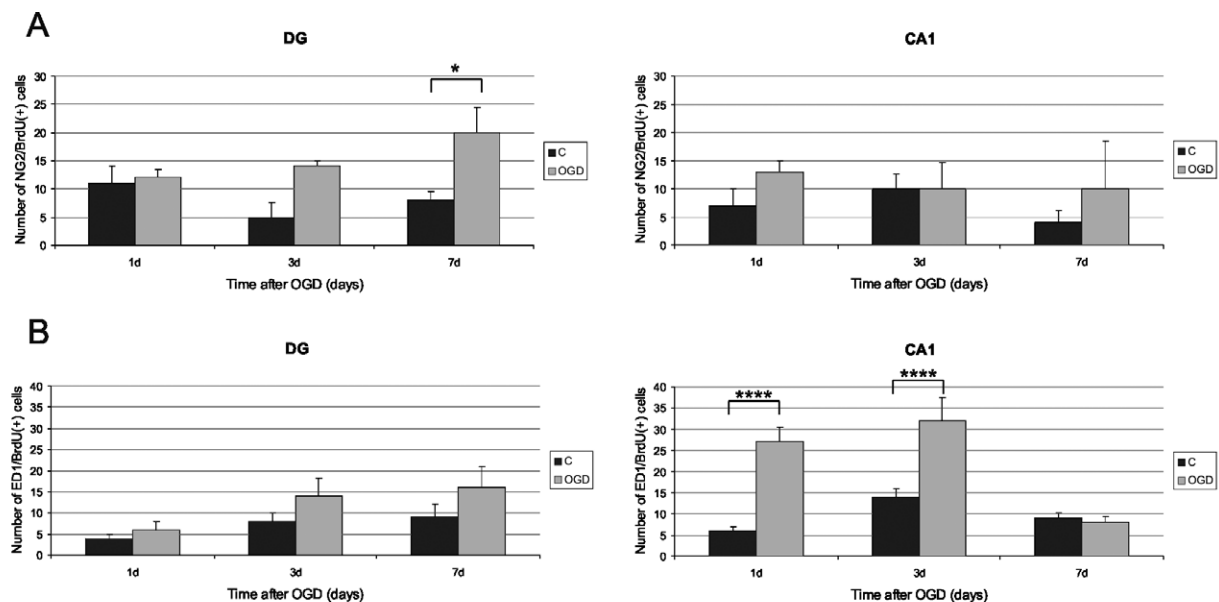 A
DG
Number of NG2/BrdU(+) cells
30
25
20
15
10
5
0
*
1d
3d
7d
Time after OGD (days)
C
OGD
CA1
Number of NG2/BrdU(+) cells
30
25
20
15
10
5
0
1d
3d
7d
Time after OGD (days)
C
OGD
B
DG
Number of ED1/BrdU(+) cells
40
35
30
25
20
15
10
5
0
1d
3d
7d
Time after OGD (days)
C
OGD
CA1
Number of ED1/BrdU(+) cells
40
35
30
25
20
15
10
5
0
****
****
1d
3d
7d
Time after OGD (days)
C
OGD